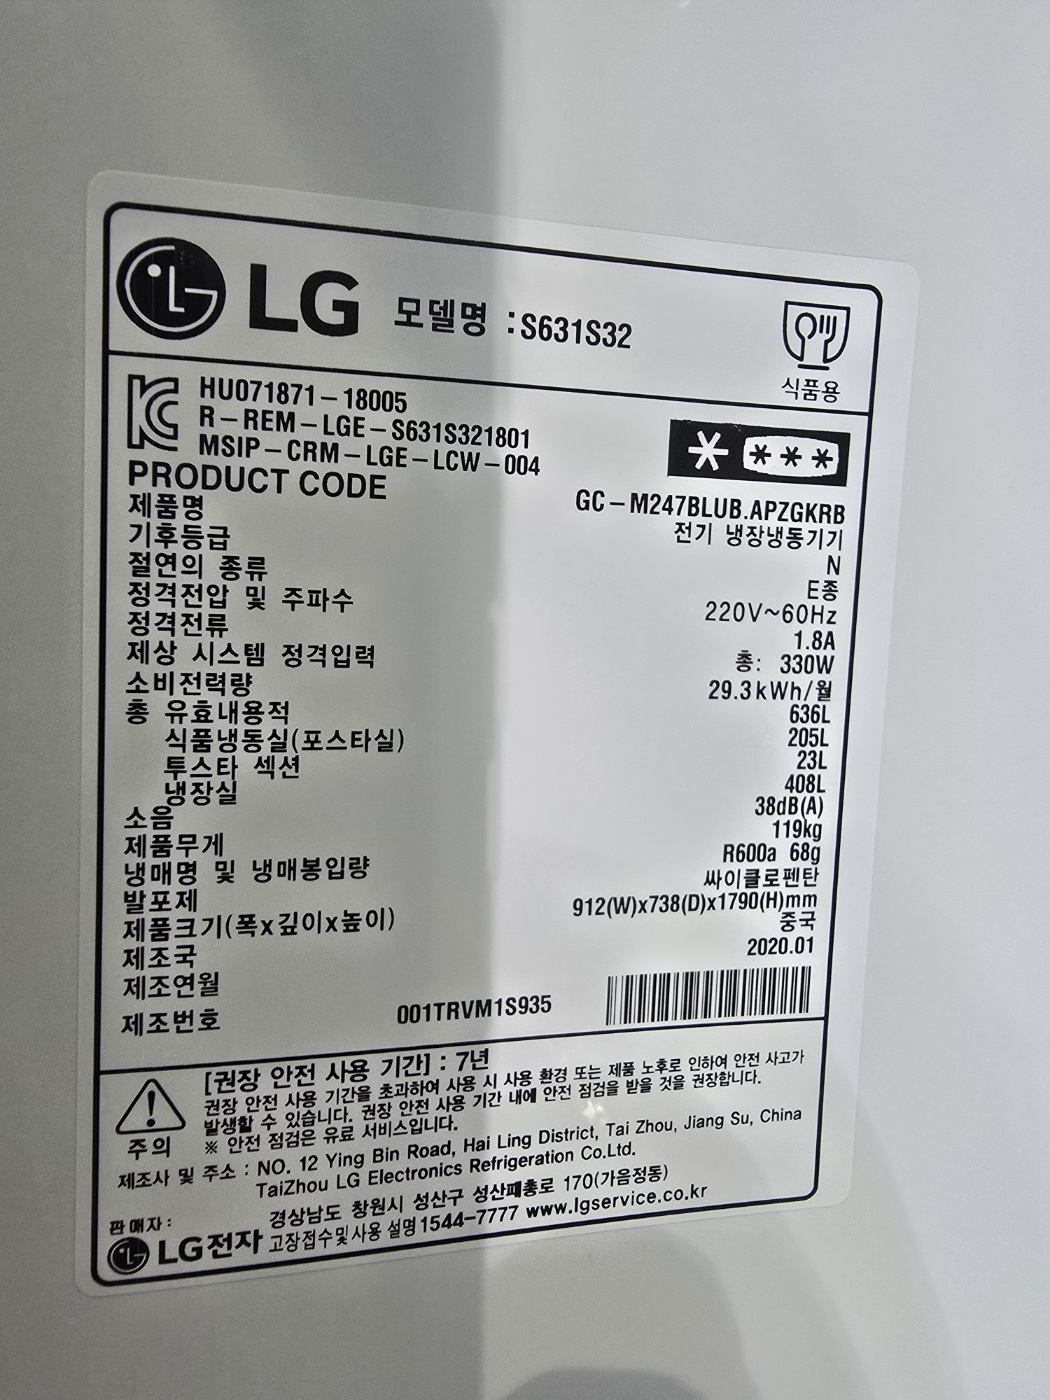 LG 모델명 : S631S32
식품용
HU071871-18005
R-REM-LGE-S631S321801
MSIP-CRM-LGE-LCW-004
PRODUCT CODE GC-M247BLUB.APZGKRB
제품명 전기 냉장냉동기기
기후등급 N
절연의 종류 E종
정격전압 및 주파수 220V~60Hz
정격전류 1.8A
제상 시스템 정격입력 총: 330W
소비전력량 29.3kWh/월
총 유효내용적 636L
식품냉동실(포스타실) 205L
투스타 섹션 23L
냉장실 408L
소음 38dB(A)
제품무게 119kg
냉매명 및 냉매봉입량 R600a 68g
발포제 싸이클로펜탄
제품크기(폭x깊이x높이) 912(W)x738(D)x1790(H)mm
제조국 중국
제조연월 2020.01
제조번호 001TRVM1S935
[권장 안전 사용 기간] : 7년
권장 안전 사용 기간을 초과하여 사용 시 사용 환경 또는 제품 노후로 인하여 안전 사고가
발생할 수 있습니다. 권장 안전 사용 기간 내에 안전 점검을 받을 것을 권장합니다.
※ 안전 점검은 유료 서비스입니다.
주의
제조사 및 주소 : NO. 12 Ying Bin Road, Hai Ling District, Tai Zhou, Jiang Su, China
TaiZhou LG Electronics Refrigeration Co.Ltd.
판매자:
경상남도 창원시 성산구 성산패총로 170(가음정동)
LG전자 고장접수및사용 설명 1544-7777 www.lgservice.co.kr